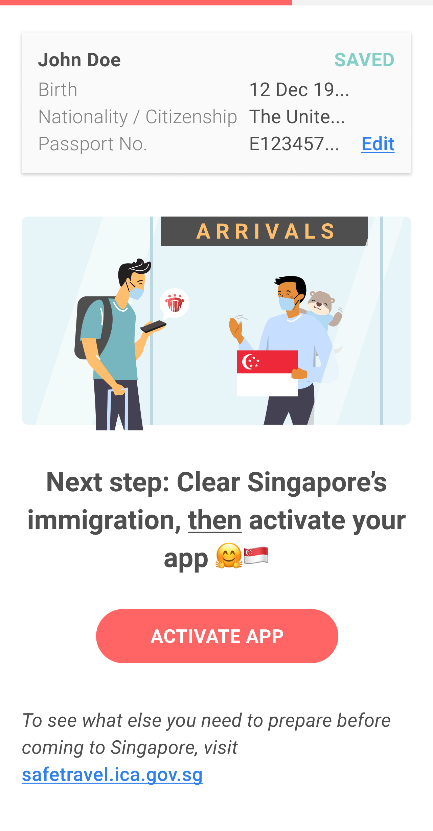 John Doe SAVED
Birth 12 Dec 19...
Nationality / Citizenship The Unite...
Passport No. E123457... Edit
ARRIVALS
Next step: Clear Singapore’s
immigration, then activate your
app 🤗🇸🇬
ACTIVATE APP
To see what else you need to prepare before
coming to Singapore, visit
safetravel.ica.gov.sg